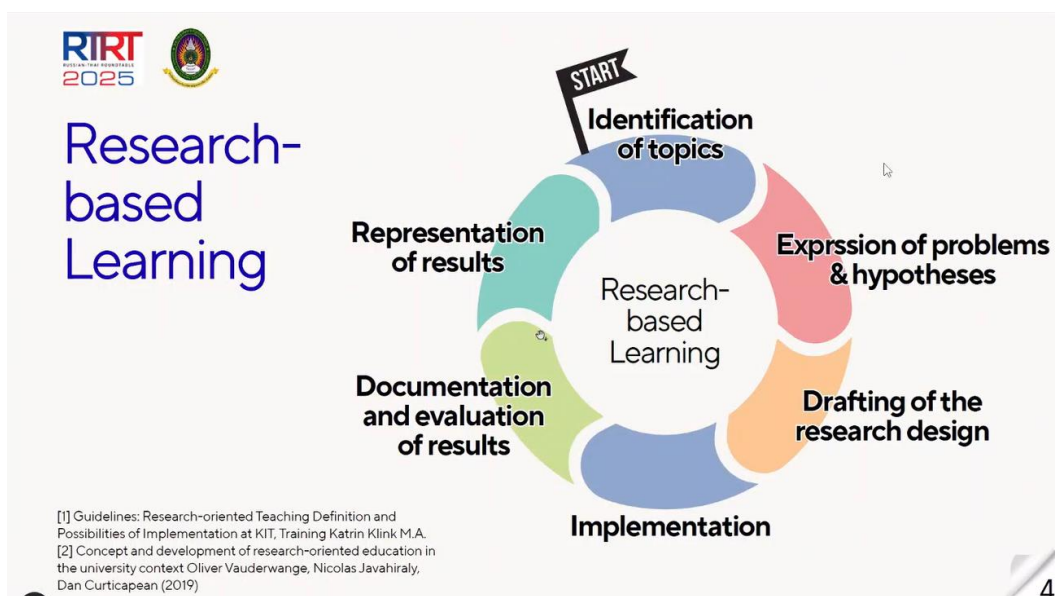 RTRT
RUSSIAN-THAI ROUNDTABLE
2025
Research-
based
Learning
START
Identification
of topics
Exprssion of problems
& hypotheses
Drafting of the
research design
Implementation
Documentation
and evaluation
of results
Representation
of results
Research-
based
Learning
[1] Guidelines: Research-oriented Teaching Definition and
Possibilities of Implementation at KIT, Training Katrin Klink M.A.
[2] Concept and development of research-oriented education in
the university context Oliver Vauderwange, Nicolas Javahiraly,
Dan Curticapean (2019)
4